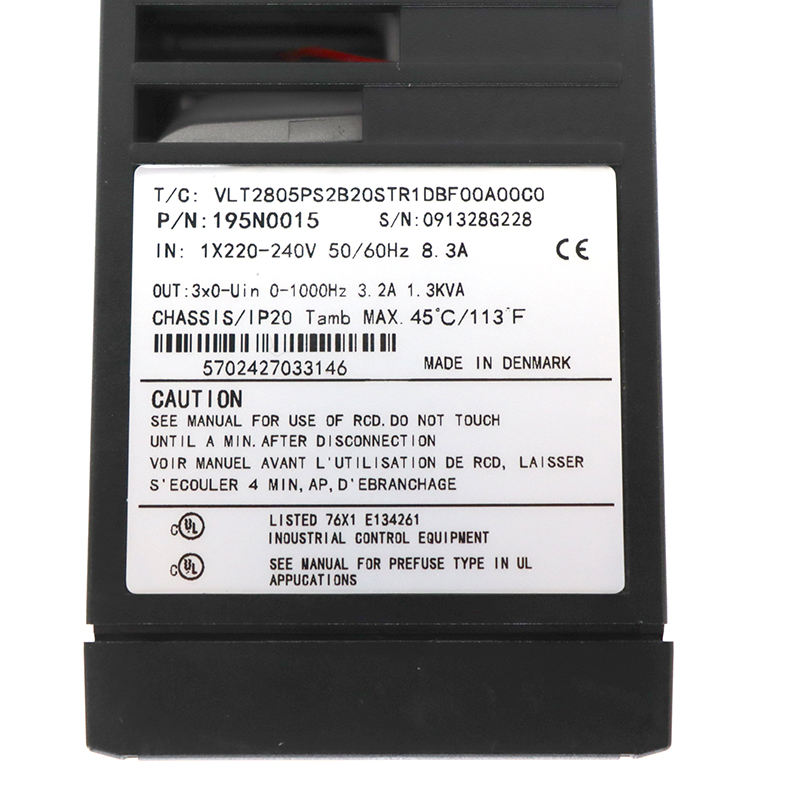 T/C: VLT2805PS2B20STR1DBF00A00C0
P/N:195N0015 S/N:091328G228
IN: 1X220-240V 50/60Hz 8.3A CE
OUT:3x0-Uin 0-1000Hz 3.2A 1.3KVA
CHASSIS/IP20 Tamb MAX.45°C/113°F
5702427033146 MADE IN DENMARK
CAUTION
SEE MANUAL FOR USE OF RCD.DO NOT TOUCH
UNTIL A MIN.AFTER DISCONNECTION
VOIR MANUEL AVANT L'UTILISATION DE RCD, LAISSER
S'ECOULER 4 MIN,AP,D'EBRANCHAGE
C UL LISTED 76X1 E134261
INDUSTRIAL CONTROL EQUIPMENT
C UL SEE MANUAL FOR PREFUSE TYPE IN UL
APPUCATIONS